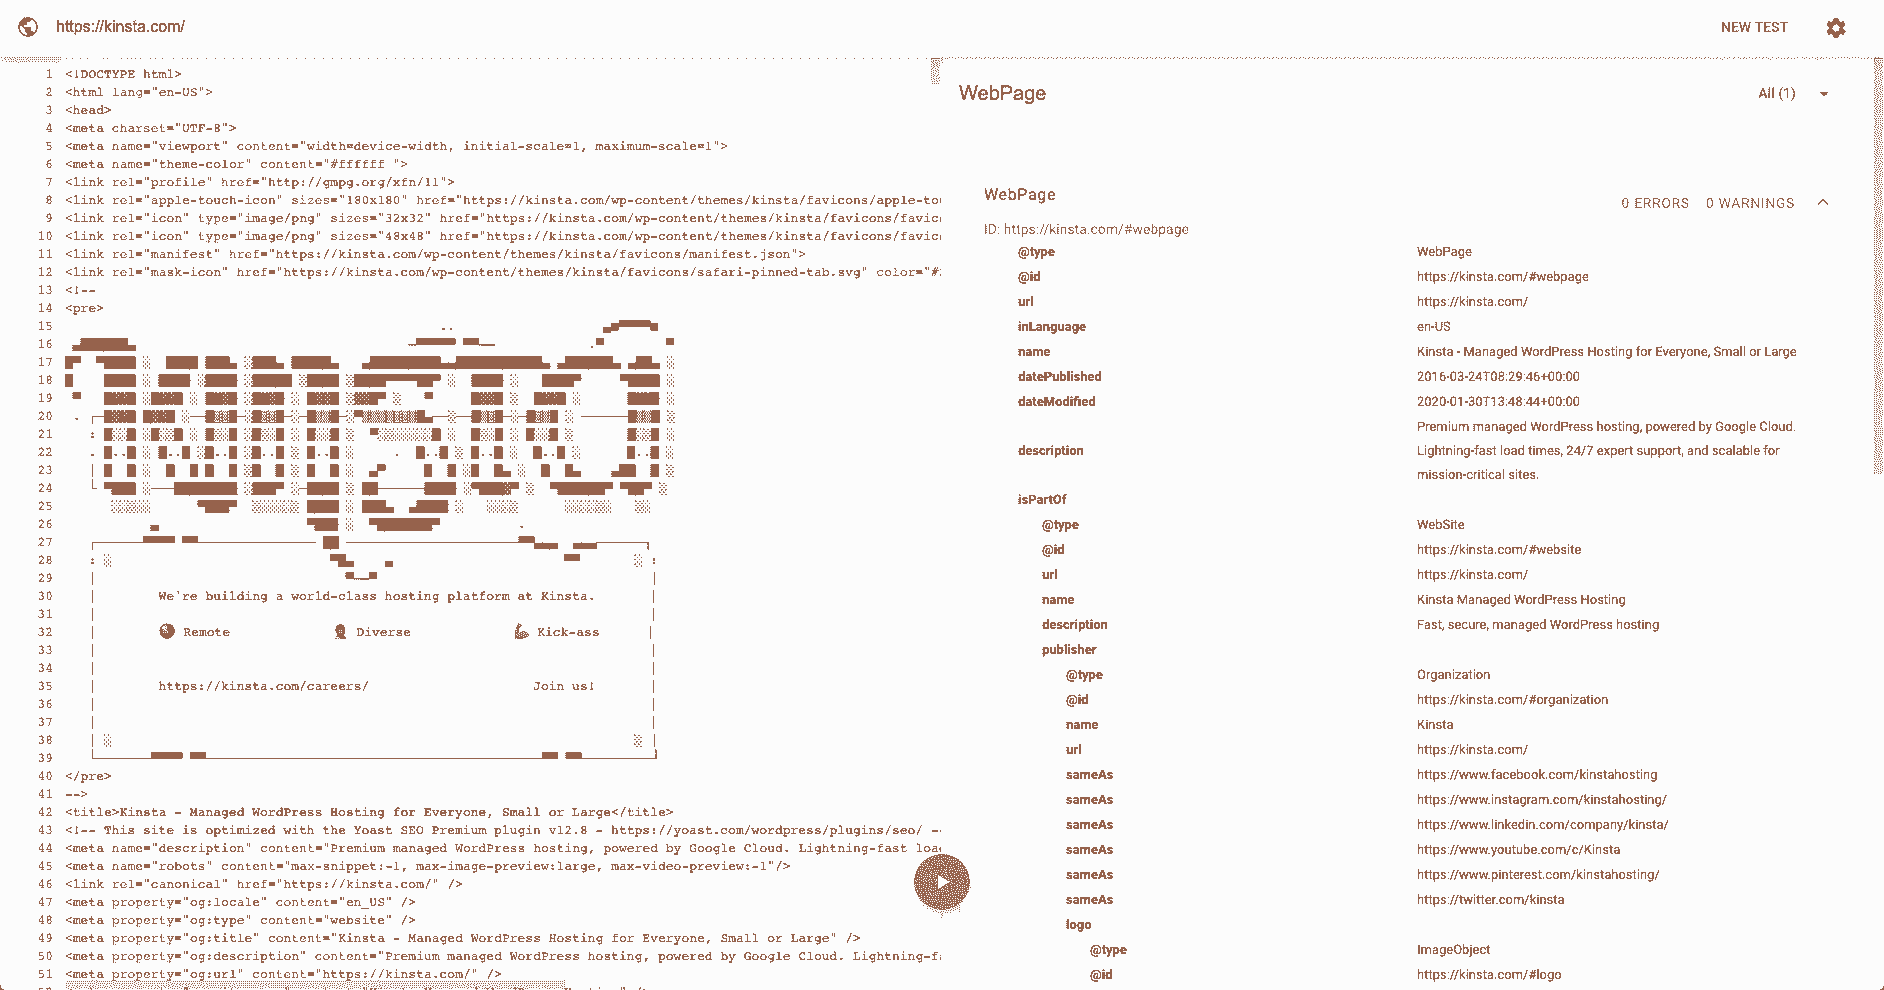 https://kinsta.com/
NEW TEST
1 <!DOCTYPE html>
2 <html lang="en-US">
3 <head>
4 <meta charset="UTF-8">
5 <meta name="viewport" content="width=device-width, initial-scale=1, maximum-scale=1">
6 <meta name="theme-color" content="#ffffff ">
7 <link rel="profile" href="http://gmpg.org/xfn/11">
8 <link rel="apple-touch-icon" sizes="180x180" href="https://kinsta.com/wp-content/themes/kinsta/favicons/apple-to
9 <link rel="icon" type="image/png" sizes="32x32" href="https://kinsta.com/wp-content/themes/kinsta/favicons/favic
10 <link rel="icon" type="image/png" sizes="48x48" href="https://kinsta.com/wp-content/themes/kinsta/favicons/favic
11 <link rel="manifest" href="https://kinsta.com/wp-content/themes/kinsta/favicons/manifest.json">
12 <link rel="mask-icon" href="https://kinsta.com/wp-content/themes/kinsta/favicons/safari-pinned-tab.svg" color="#
13 <!--
14 <pre>
15
16
17
18
19
20
21
22
23
24
25
26
27
28
29
30 We're building a world-class hosting platform at Kinsta.
31
32 Remote Diverse Kick-ass
33
34
35 https://kinsta.com/careers/ Join us!
36
37
38
39
40 </pre>
41 -->
42 <title>Kinsta - Managed WordPress Hosting for Everyone, Small or Large</title>
43 <!-- This site is optimized with the Yoast SEO Premium plugin v12.8 - https://yoast.com/wordpress/plugins/seo/ -
44 <meta name="description" content="Premium managed WordPress hosting, powered by Google Cloud. Lightning-fast loa
45 <meta name="robots" content="max-snippet:-1, max-image-preview:large, max-video-preview:-1"/>
46 <link rel="canonical" href="https://kinsta.com/" />
47 <meta property="og:locale" content="en_US" />
48 <meta property="og:type" content="website" />
49 <meta property="og:title" content="Kinsta - Managed WordPress Hosting for Everyone, Small or Large" />
50 <meta property="og:description" content="Premium managed WordPress hosting, powered by Google Cloud. Lightning-f
51 <meta property="og:url" content="https://kinsta.com/" />
WebPage
All (1)
WebPage
0 ERRORS 0 WARNINGS
ID: https://kinsta.com/#webpage
@type WebPage
@id https://kinsta.com/#webpage
url https://kinsta.com/
inLanguage en-US
name Kinsta - Managed WordPress Hosting for Everyone, Small or Large
datePublished 2016-03-24T08:29:46+00:00
dateModified 2020-01-30T13:48:44+00:00
Premium managed WordPress hosting, powered by Google Cloud.
description Lightning-fast load times, 24/7 expert support, and scalable for
mission-critical sites.
isPartOf
@type WebSite
@id https://kinsta.com/#website
url https://kinsta.com/
name Kinsta Managed WordPress Hosting
description Fast, secure, managed WordPress hosting
publisher
@type Organization
@id https://kinsta.com/#organization
name Kinsta
url https://kinsta.com/
sameAs https://www.facebook.com/kinstahosting
sameAs https://www.instagram.com/kinstahosting/
sameAs https://www.linkedin.com/company/kinsta/
sameAs https://www.youtube.com/c/Kinsta
sameAs https://www.pinterest.com/kinstahosting/
sameAs https://twitter.com/kinsta
logo
@type ImageObject
@id https://kinsta.com/#logo